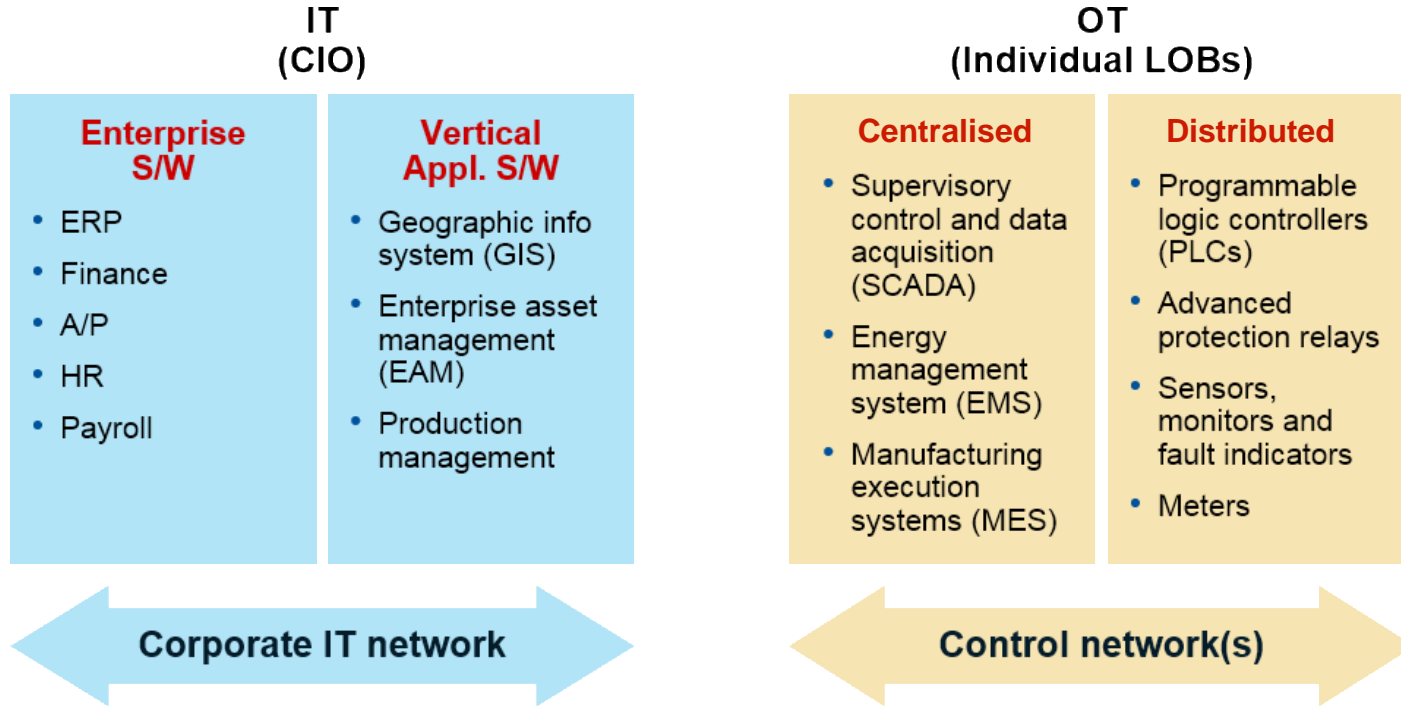 IT
(CIO)
Enterprise
S/W
• ERP
• Finance
• A/P
• HR
• Payroll
Vertical
Appl. S/W
• Geographic info
system (GIS)
• Enterprise asset
management
(EAM)
• Production
management
Corporate IT network
OT
(Individual LOBs)
Centralised
• Supervisory
control and data
acquisition
(SCADA)
• Energy
management
system (EMS)
• Manufacturing
execution
systems (MES)
Distributed
• Programmable
logic controllers
(PLCs)
• Advanced
protection relays
• Sensors,
monitors and
fault indicators
• Meters
Control network(s)